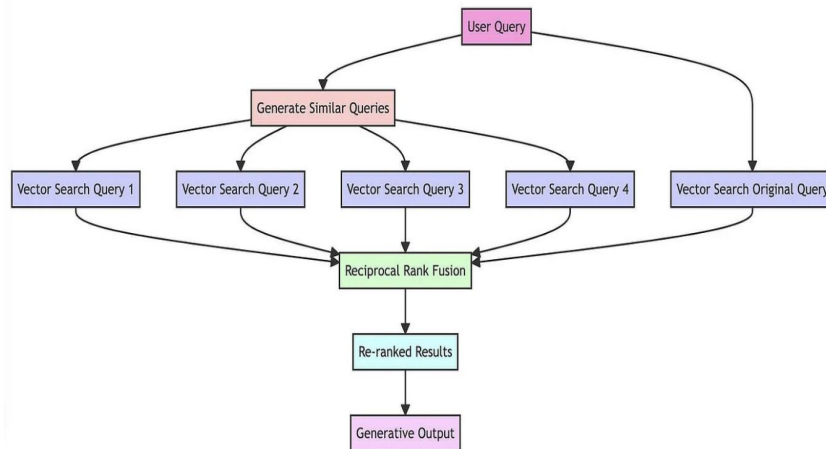 User Query
Generate Similar Queries
Vector Search Query 1
Vector Search Query 2
Vector Search Query 3
Vector Search Query 4
Vector Search Original Query
Reciprocal Rank Fusion
Re-ranked Results
Generative Output